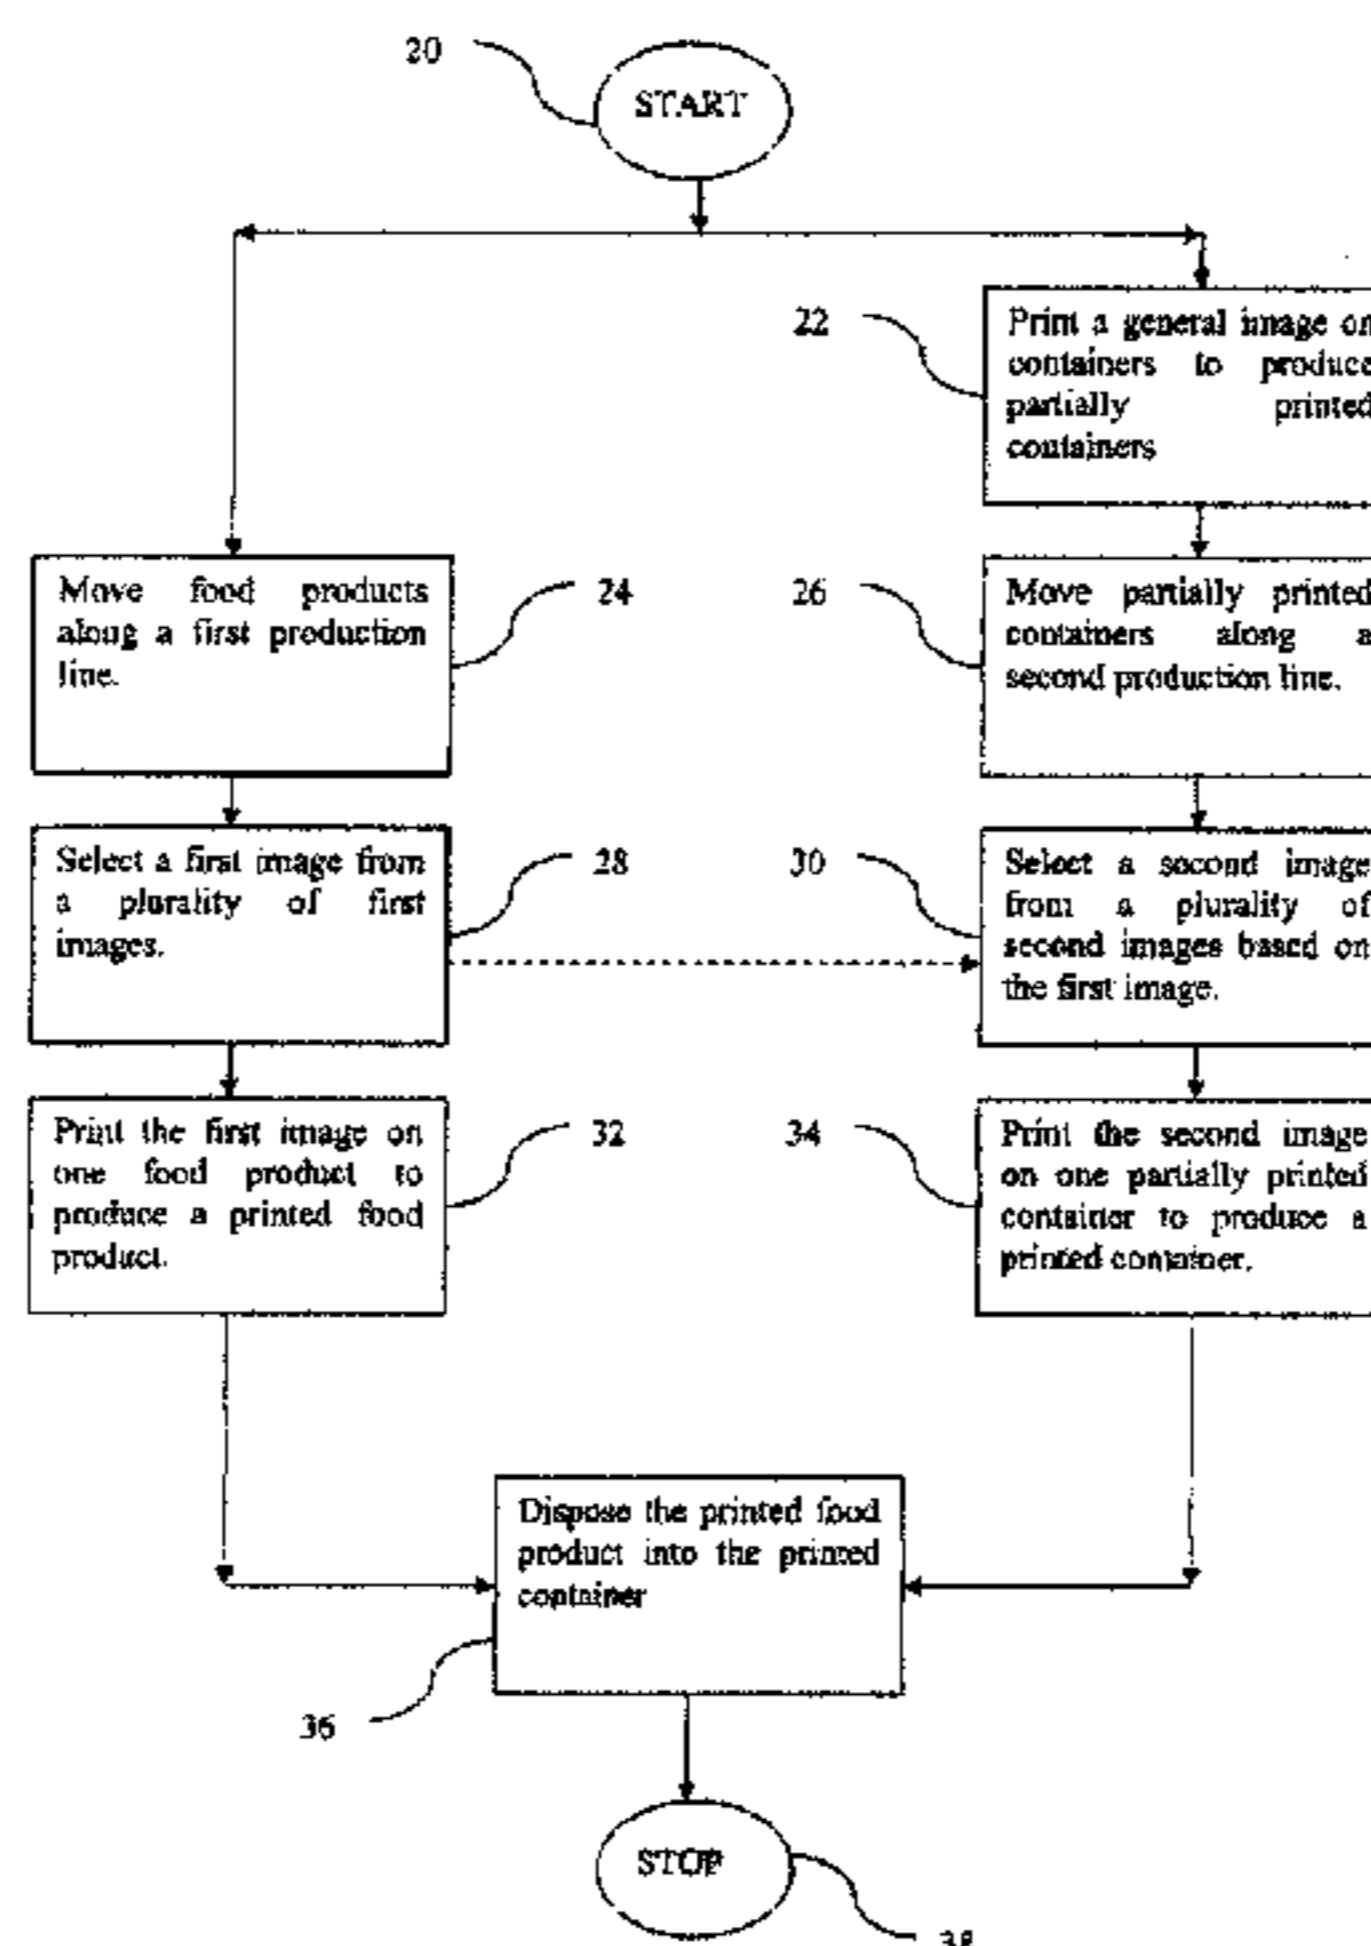 20
START
22
Print a general image on
containers to produce
partially printed
containers
Move food products
along a first production
line.
24
26
Move partially printed
containers along a
second production line.
Select a first image from
a plurality of first
images.
28
30
Select a second image
from a plurality of
second images based on
the first image.
Print the first image on
one food product to
produce a printed food
product.
32
34
Print the second image
on one partially printed
container to produce a
printed container.
Dispose the printed food
product into the printed
container
36
STOP
38